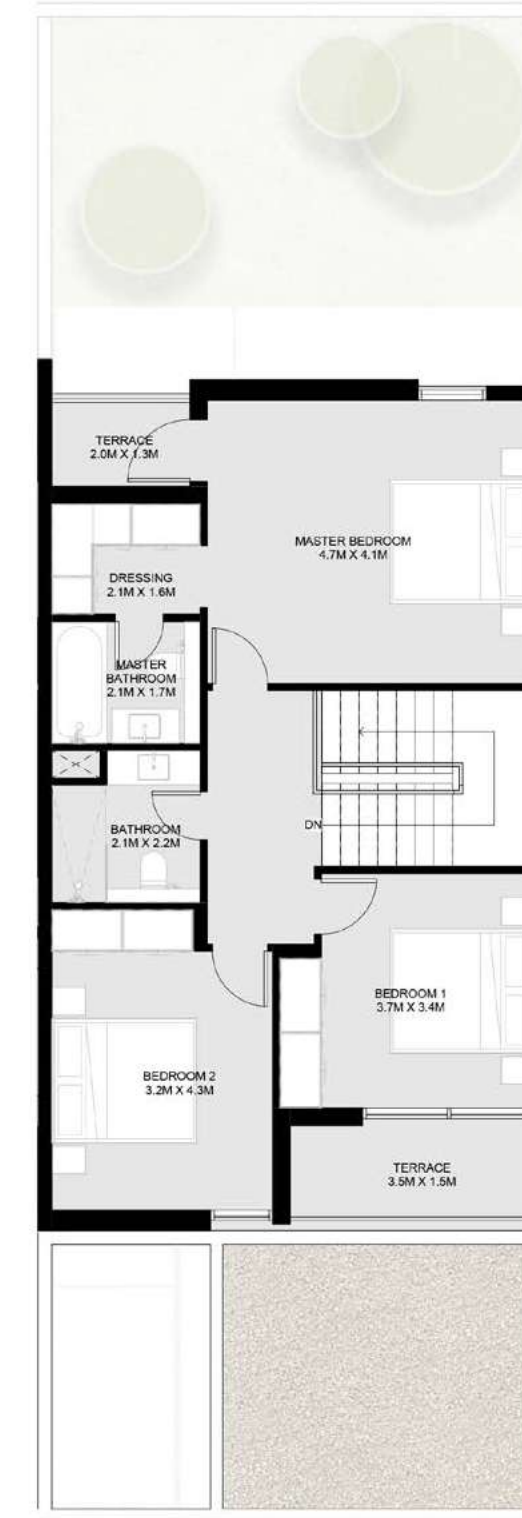 TERRACE
2.0M X 1.3M
MASTER BEDROOM
4.7M X 4.1M
DRESSING
2.1M X 1.6M
MASTER
BATHROOM
2.1M X 1.7M
DN
BATHROOM
2.1M X 2.2M
BEDROOM 1
3.7M X 3.4M
BEDROOM 2
3.2M X 4.3M
TERRACE
3.5M X 1.5M